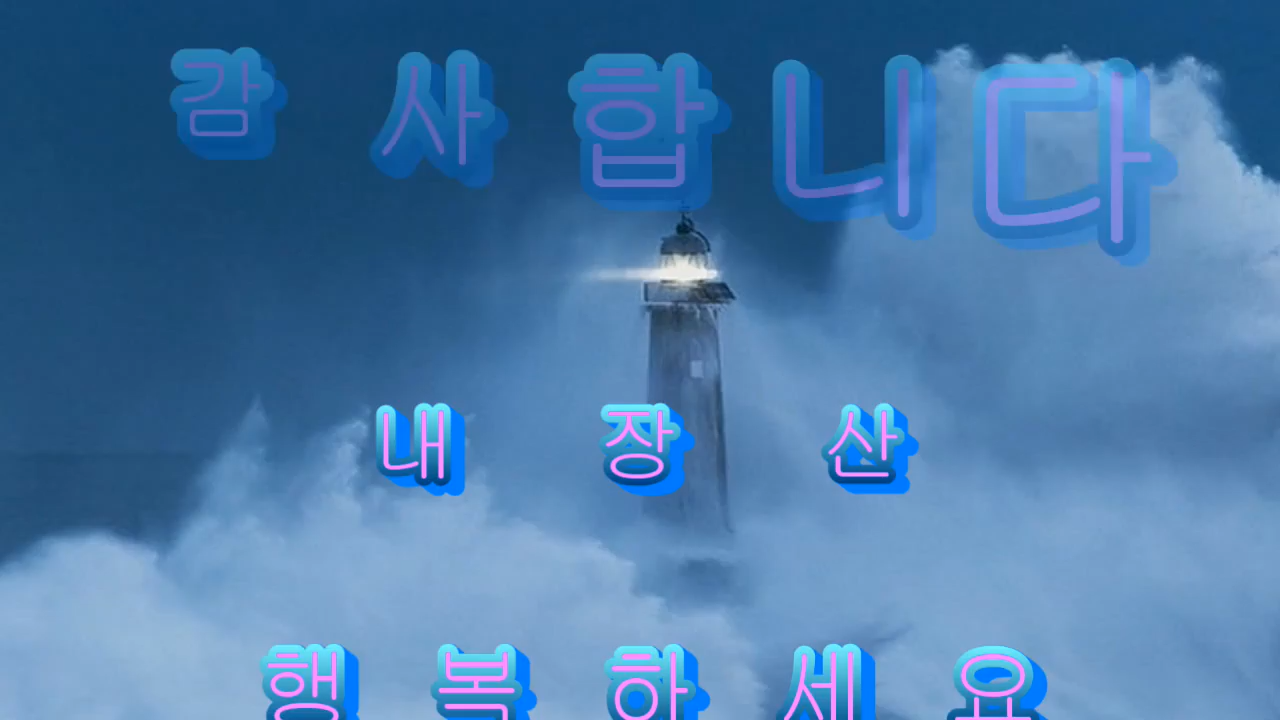 감 사 합 니 다
내 장 산
행 복 하 세 요